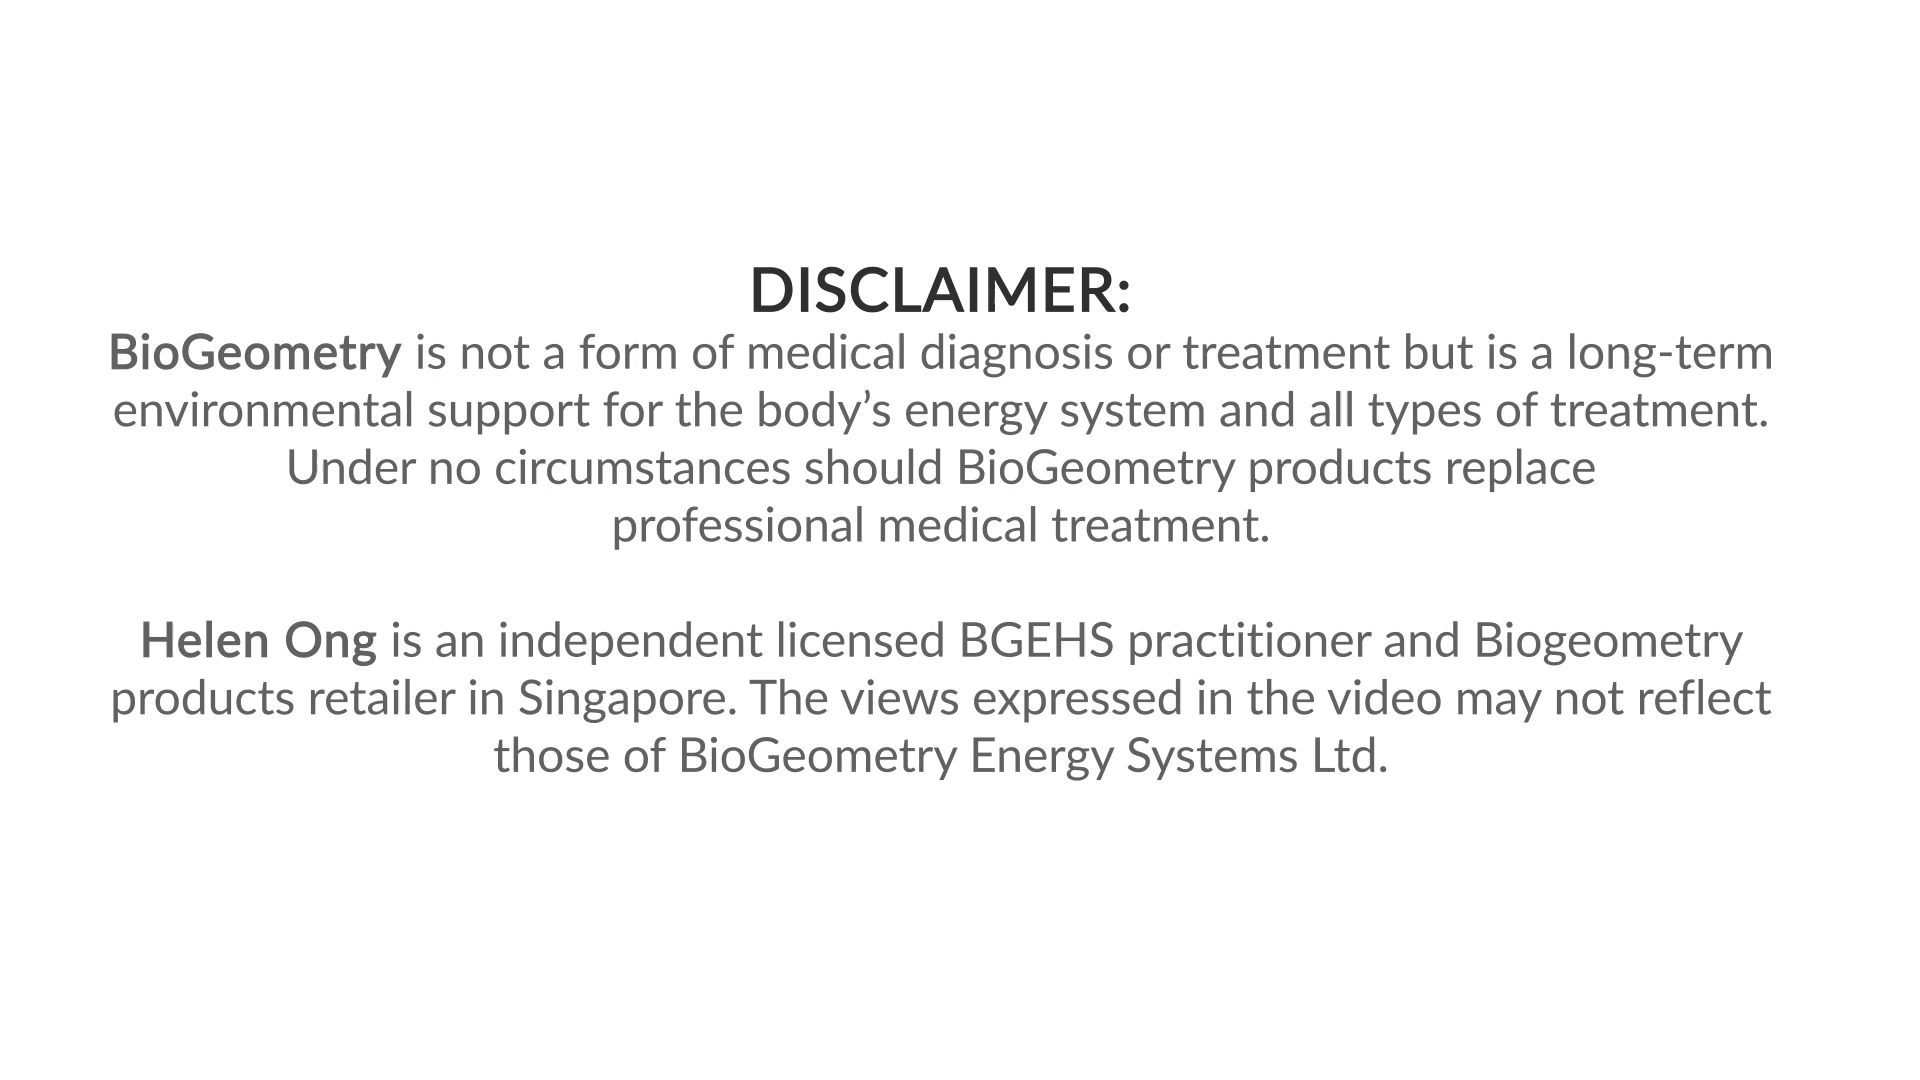 DISCLAIMER:
BioGeometry is not a form of medical diagnosis or treatment but is a long-term
environmental support for the body’s energy system and all types of treatment.
Under no circumstances should BioGeometry products replace
professional medical treatment.
Helen Ong is an independent licensed BGEHS practitioner and Biogeometry
products retailer in Singapore. The views expressed in the video may not reflect
those of BioGeometry Energy Systems Ltd.